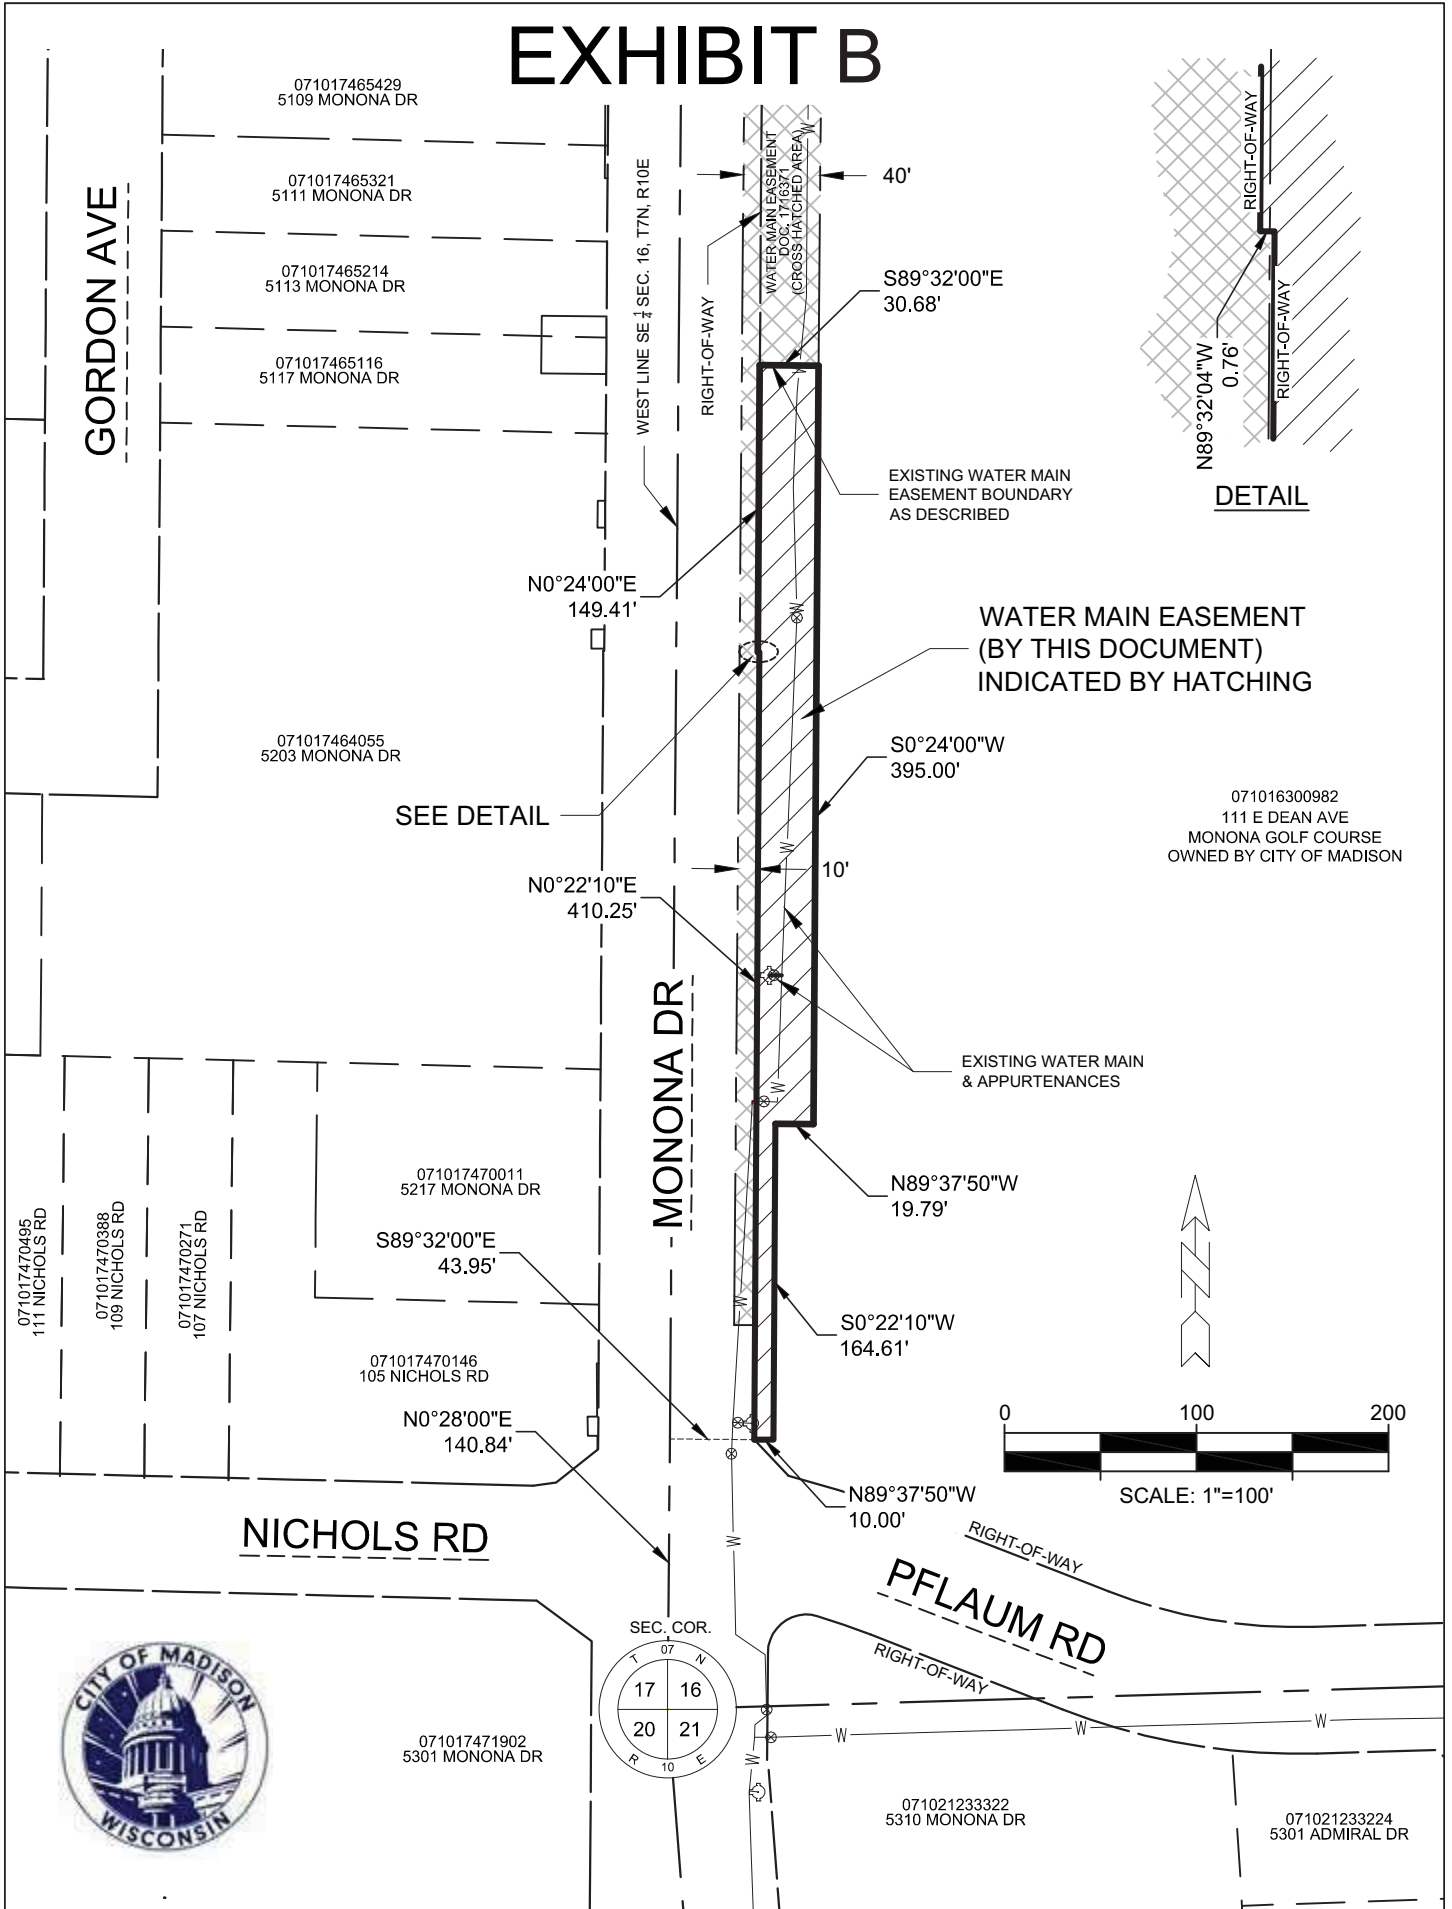 EXHIBIT B
071017465429
5109 MONONA DR
071017465321
5111 MONONA DR
071017465214
5113 MONONA DR
071017465116
5117 MONONA DR
GORDON AVE
WEST LINE SE 1/4 SEC. 16, T7N, R10E
RIGHT-OF-WAY
WATER MAIN EASEMENT
DOC. 1716371
(CROSS HATCHED AREA)
W
40'
S89°32'00"E
30.68'
W
RIGHT-OF-WAY
RIGHT-OF-WAY
N89°32'04"W
0.76'
DETAIL
EXISTING WATER MAIN
EASEMENT BOUNDARY
AS DESCRIBED
N0°24'00"E
149.41'
W
WATER MAIN EASEMENT
(BY THIS DOCUMENT)
INDICATED BY HATCHING
071017464055
5203 MONONA DR
S0°24'00"W
395.00'
SEE DETAIL
071016300982
111 E DEAN AVE
MONONA GOLF COURSE
OWNED BY CITY OF MADISON
W
10'
N0°22'10"E
410.25'
MONONA DR
EXISTING WATER MAIN
& APPURTENANCES
W
071017470011
5217 MONONA DR
N89°37'50"W
19.79'
071017470495
111 NICHOLS RD
071017470388
109 NICHOLS RD
071017470271
107 NICHOLS RD
S89°32'00"E
43.95'
W
S0°22'10"W
164.61'
071017470146
105 NICHOLS RD
N0°28'00"E
140.84'
N
0 100 200
SCALE: 1"=100'
N89°37'50"W
10.00'
NICHOLS RD
W
RIGHT-OF-WAY
PFLAUM RD
RIGHT-OF-WAY
SEC. COR.
T 07 N
17 16
20 21
R 10 E
CITY OF MADISON
WISCONSIN
071017471902
5301 MONONA DR
W
W W W
071021233322
5310 MONONA DR
071021233224
5301 ADMIRAL DR